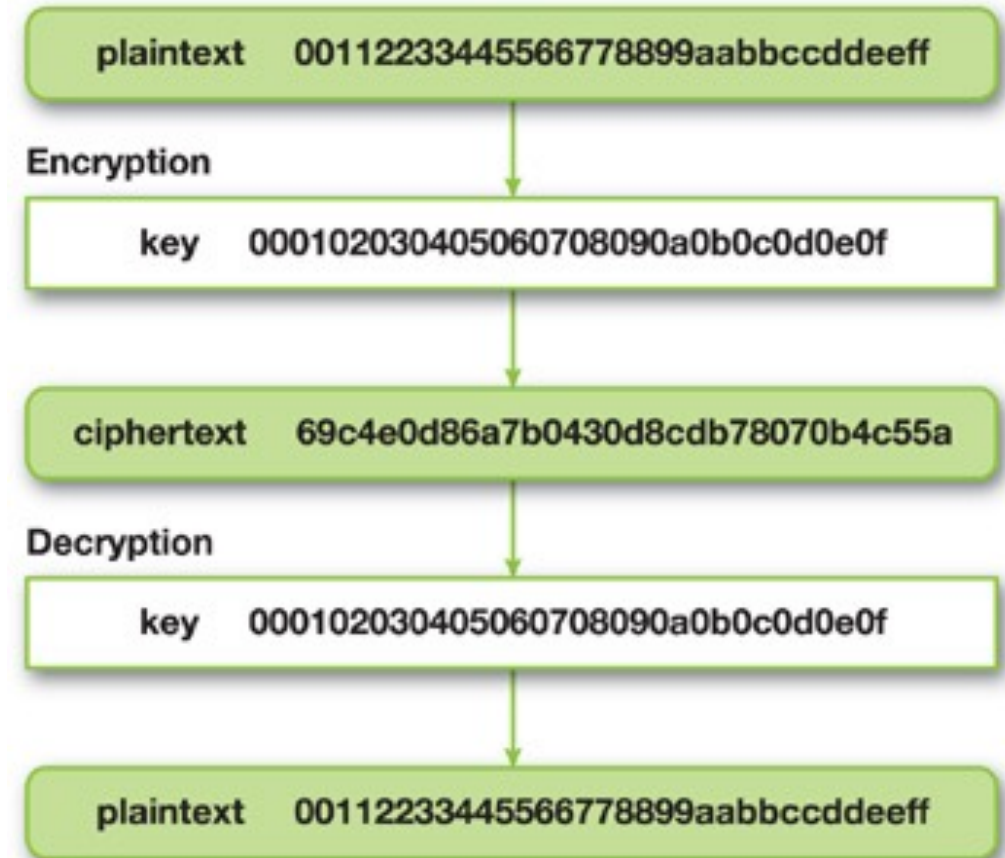 plaintext 00112233445566778899aabbccddeeff
Encryption
key 000102030405060708090a0b0c0d0e0f
ciphertext 69c4e0d86a7b0430d8cdb78070b4c55a
Decryption
key 000102030405060708090a0b0c0d0e0f
plaintext 00112233445566778899aabbccddeeff